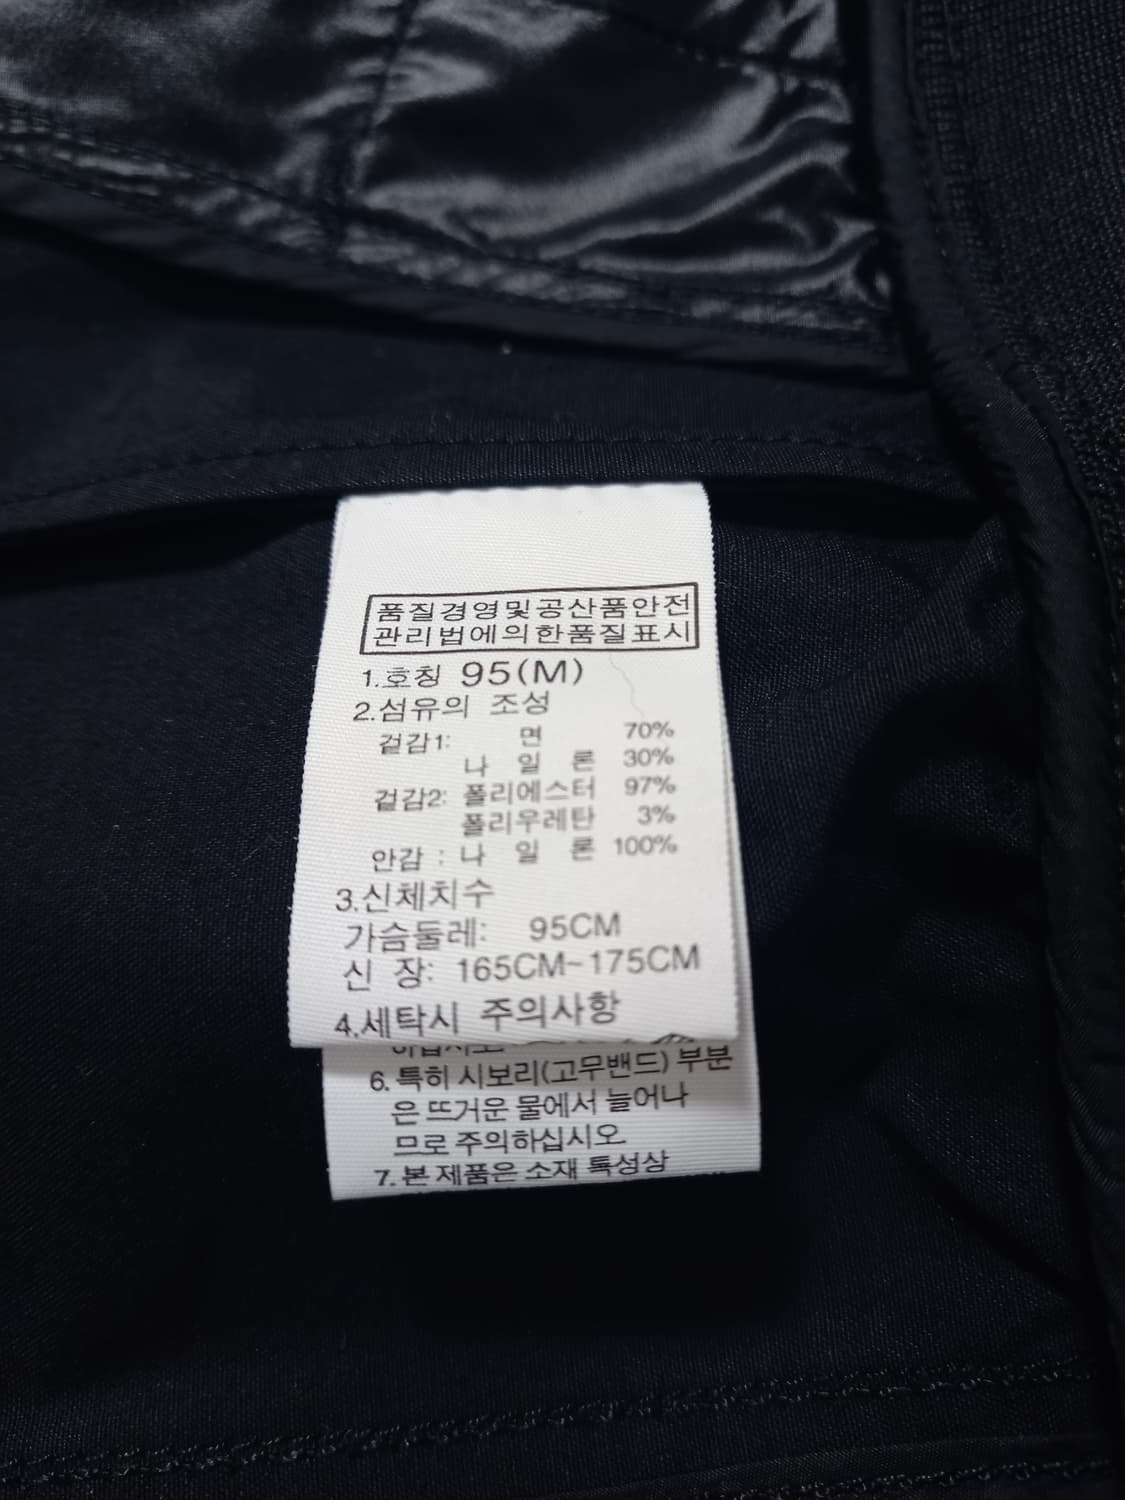 품질경영및공산품안전
관리법에의한품질표시
1.호칭 95(M)
2.섬유의 조성
겉감1: 면 70%
나 일 론 30%
겉감2: 폴리에스터 97%
폴리우레탄 3%
안감 : 나 일 론 100%
3.신체치수
가슴둘레: 95CM
신 장: 165CM~175CM
4.세탁시 주의사항
6. 특히 시보리(고무밴드) 부분
은 뜨거운 물에서 늘어나
므로 주의하십시오
7. 본 제품은 소재 특성상